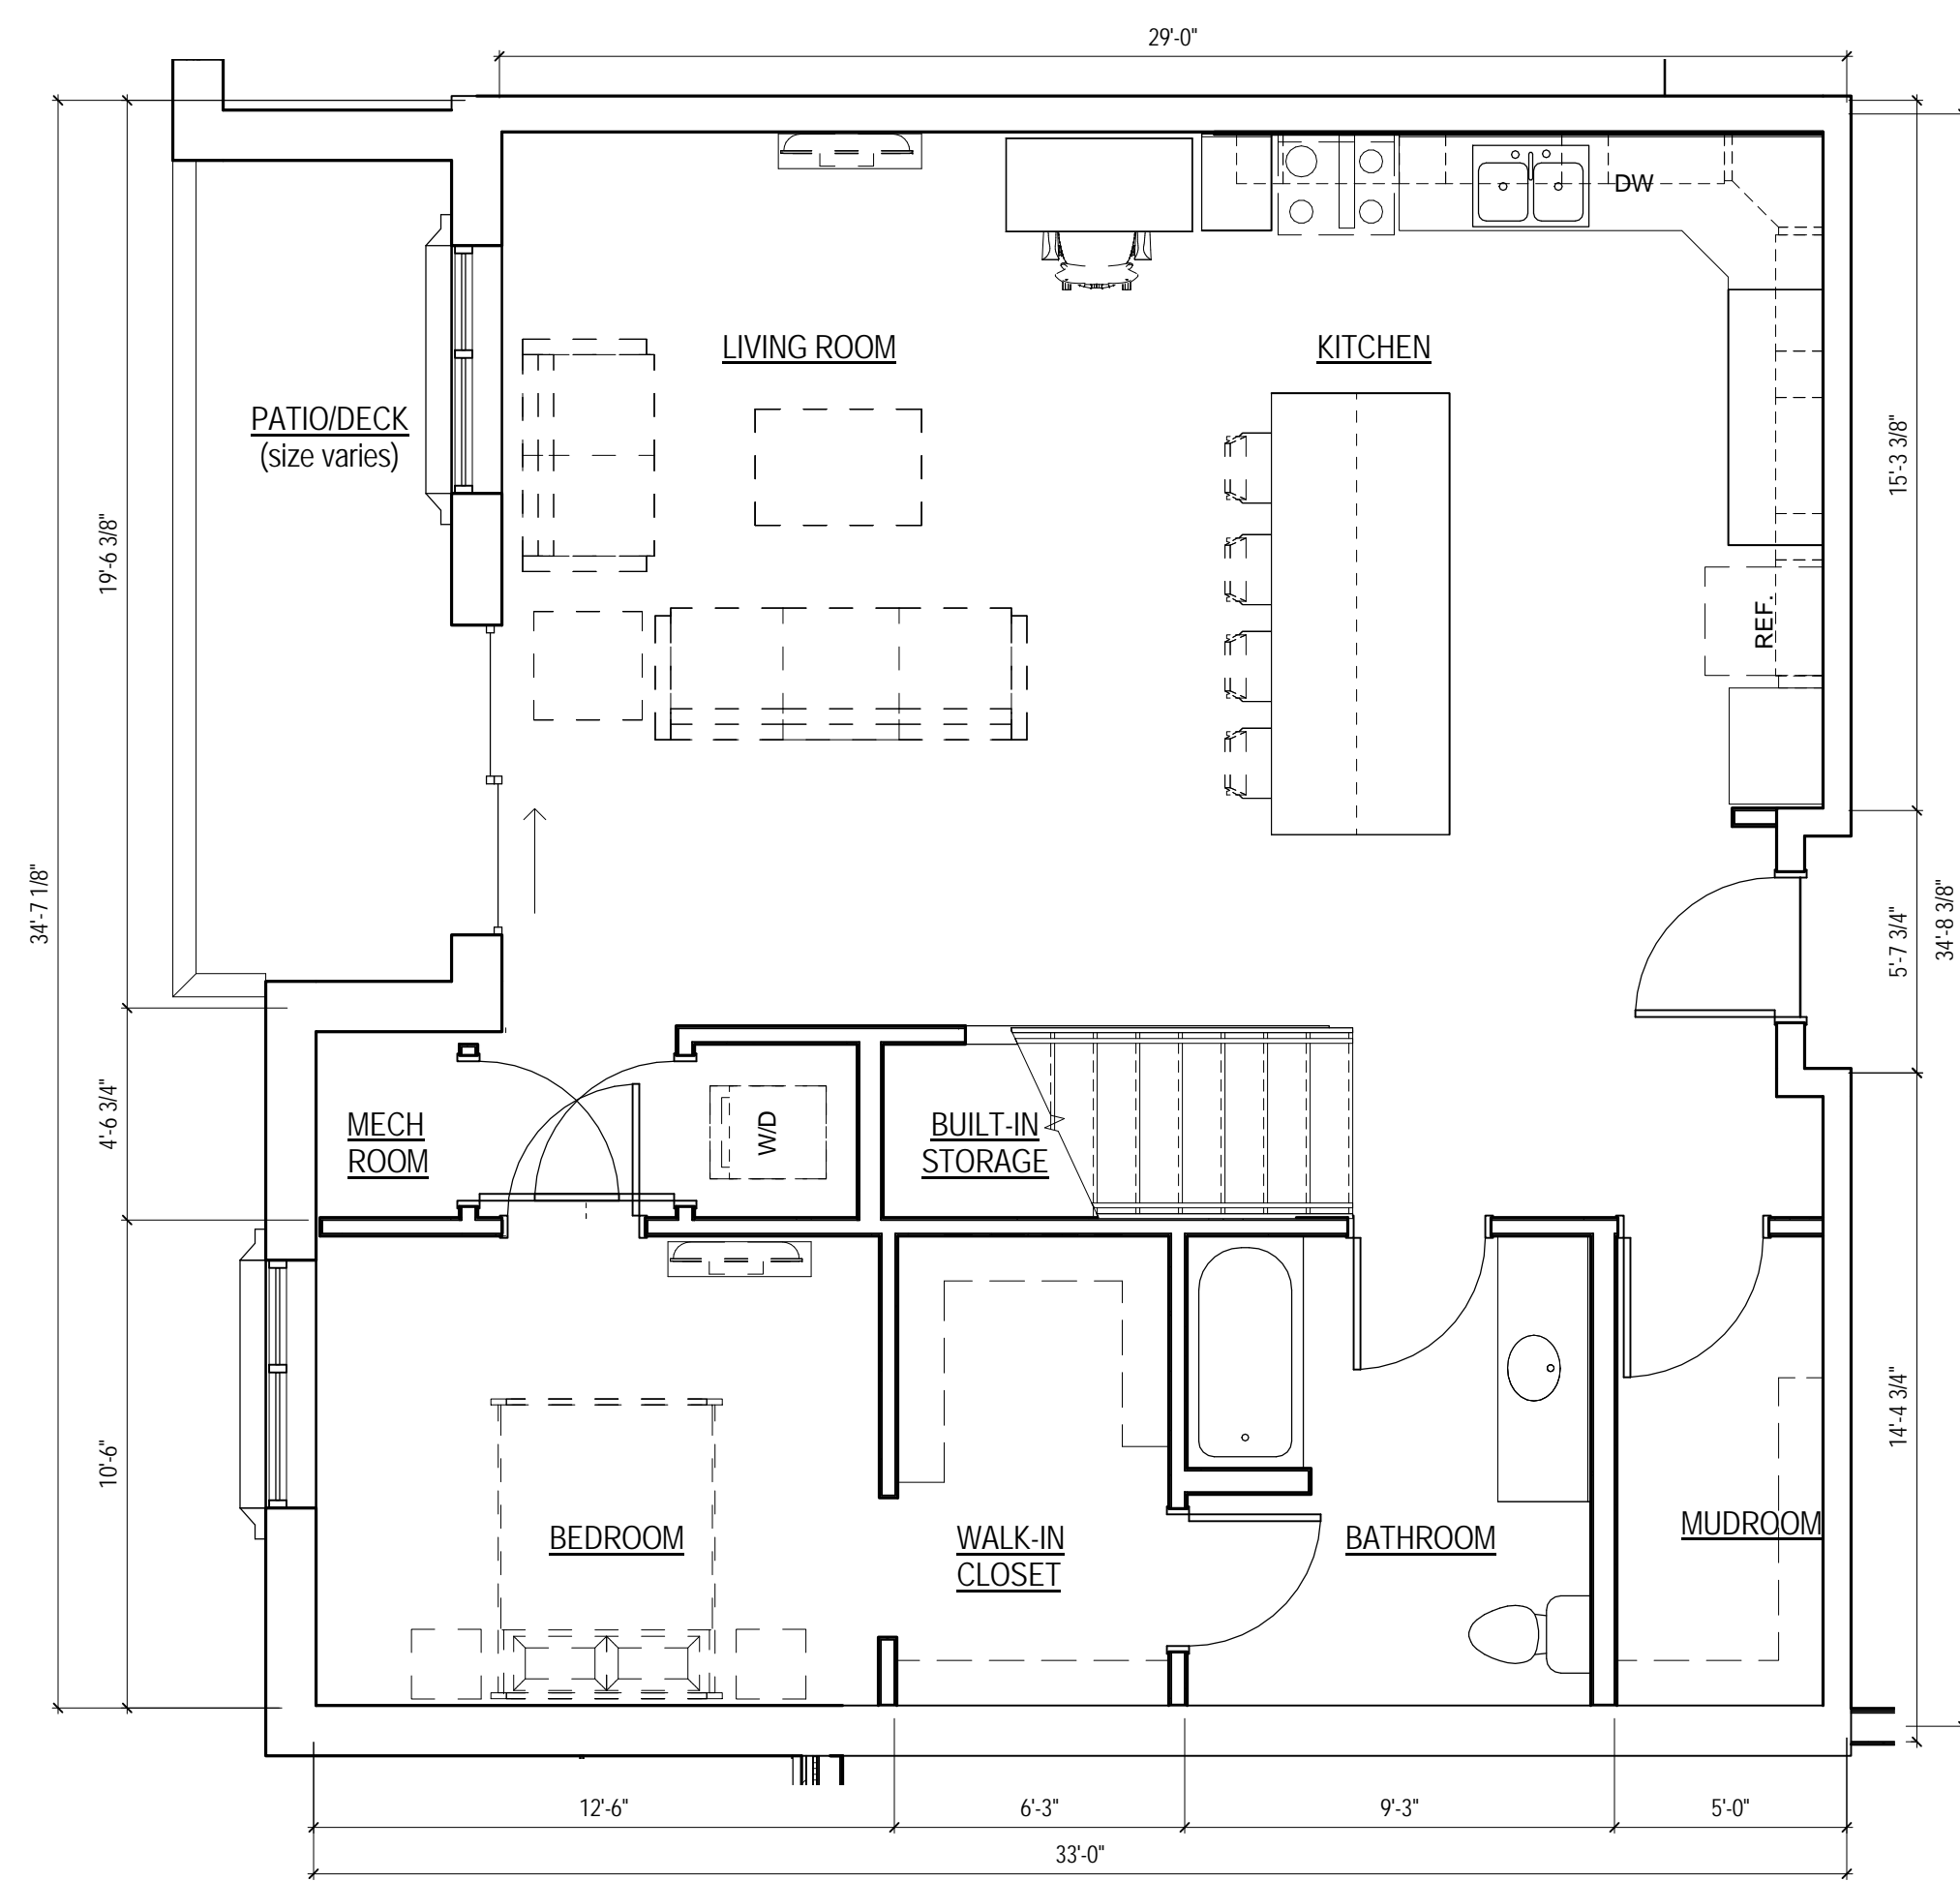 29'-0"
DW
LIVING ROOM
KITCHEN
PATIO/DECK
(size varies)
15'-3 3/8"
19'-6 3/8"
REF.
34'-7 1/8"
34'-8 3/8"
5'-7 3/4"
4'-6 3/4"
MECH
ROOM
W/D
BUILT-IN
STORAGE
14'-4 3/4"
10'-6"
BEDROOM
WALK-IN
CLOSET
BATHROOM
MUDROOM
12'-6"
6'-3"
9'-3"
5'-0"
33'-0"